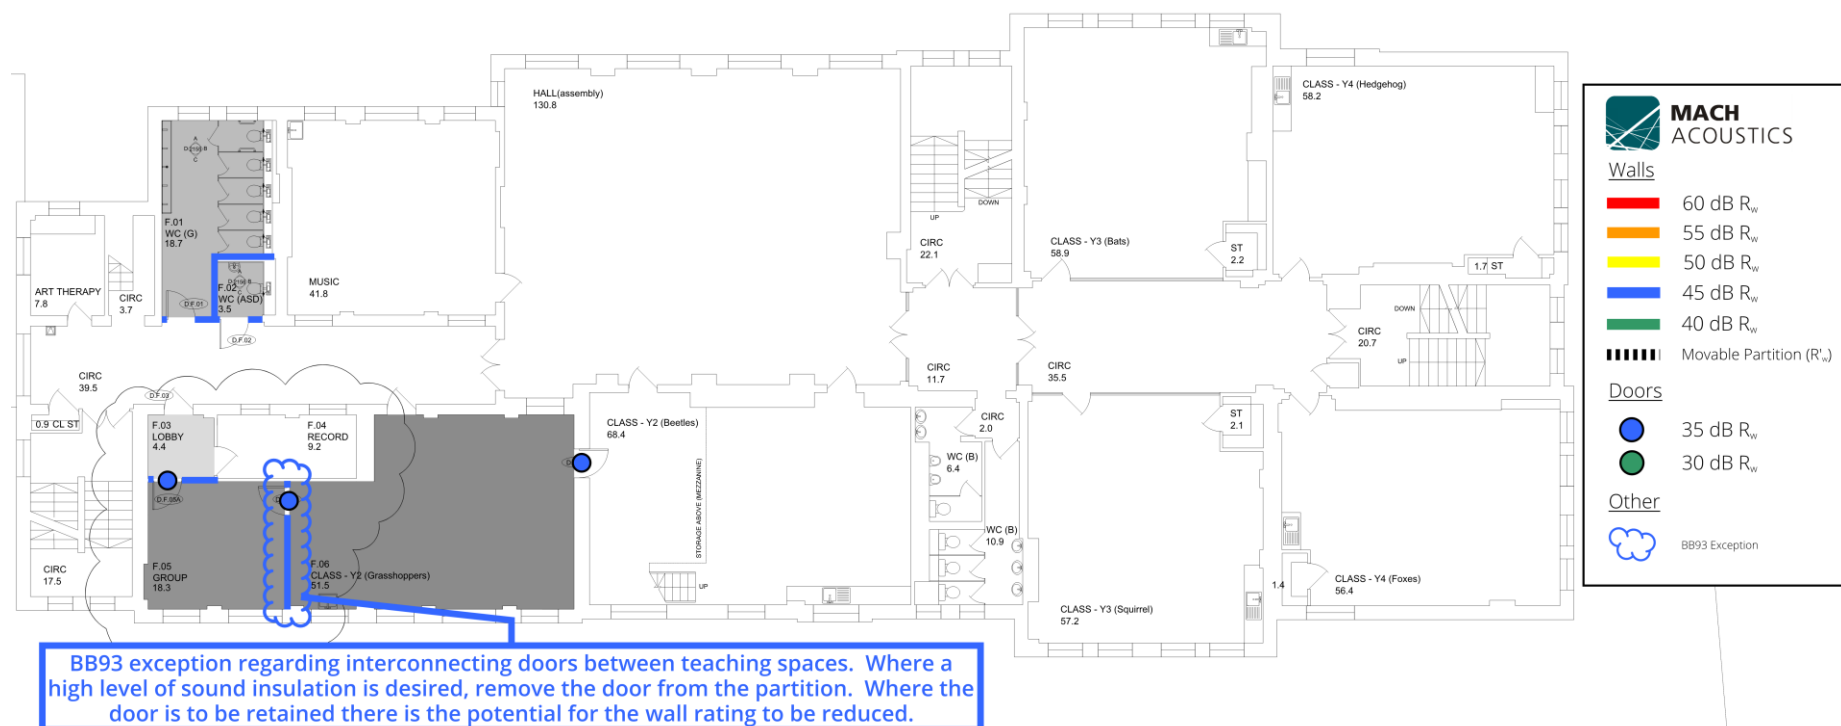 HALL(assembly)
130.8
CLASS - Y4 (Hedgehog)
58.2
F.01
WC (G)
18.7
D.F.01
F.02
WC (ASD)
3.5
D.F.02
MUSIC
41.8
ART THERAPY
7.8
CIRC
3.7
UP
DOWN
CIRC
22.1
CLASS - Y3 (Bats)
58.9
ST
2.2
1.7 ST
DOWN
UP
CIRC
20.7
CIRC
39.5
CIRC
11.7
CIRC
35.5
D.F.03
0.9 CL ST
F.03
LOBBY
4.4
F.04
RECORD
9.2
CLASS - Y2 (Beetles)
68.4
STORAGE ABOVE (MEZZANINE)
UP
CIRC
2.0
WC (B)
6.4
WC (B)
10.9
ST
2.1
D.F.05A
CIRC
17.5
F.05
GROUP
18.3
F.06
CLASS - Y2 (Grasshoppers)
51.5
CLASS - Y3 (Squirrel)
57.2
1.4
CLASS - Y4 (Foxes)
56.4
BB93 exception regarding interconnecting doors between teaching spaces. Where a
high level of sound insulation is desired, remove the door from the partition. Where the
door is to be retained there is the potential for the wall rating to be reduced.
MACH
ACOUSTICS
Walls
60 dB Rw
55 dB Rw
50 dB Rw
45 dB Rw
40 dB Rw
Movable Partition (R'w)
Doors
35 dB Rw
30 dB Rw
Other
BB93 Exception